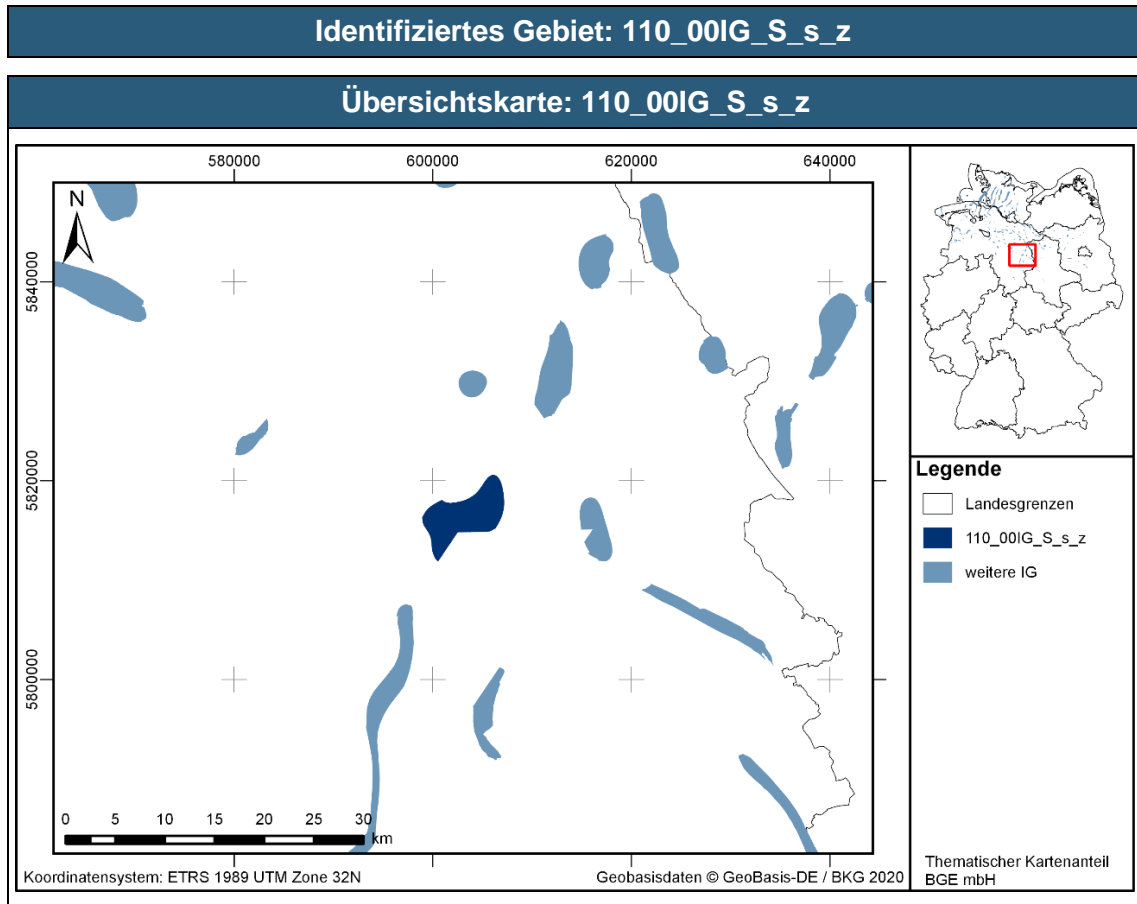 Identifiziertes Gebiet: 110_00IG_S_s_z
Übersichtskarte: 110_00IG_S_s_z
580000 600000 620000 640000
N
5840000
5820000
5800000
0 5 10 15 20 25 30
km
Koordinatensystem: ETRS 1989 UTM Zone 32N
Geobasisdaten © GeoBasis-DE / BKG 2020
Legende
Landesgrenzen
110_00IG_S_s_z
weitere IG
Thematischer Kartenanteil
BGE mbH